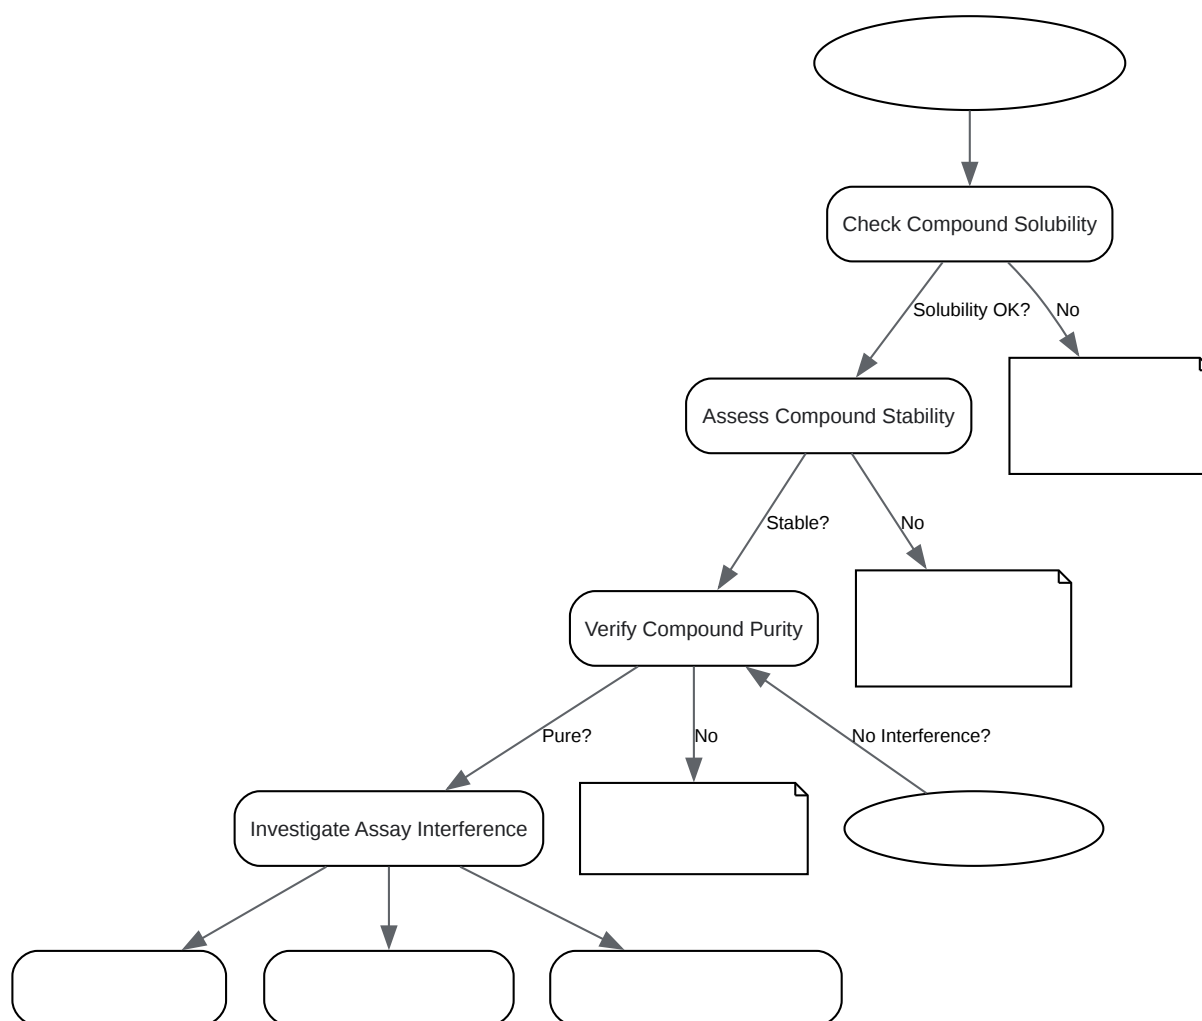 Check Compound Solubility
Solubility OK?
No
Assess Compound Stability
Stable?
No
Verify Compound Purity
Pure?
No
No Interference?
Investigate Assay Interference